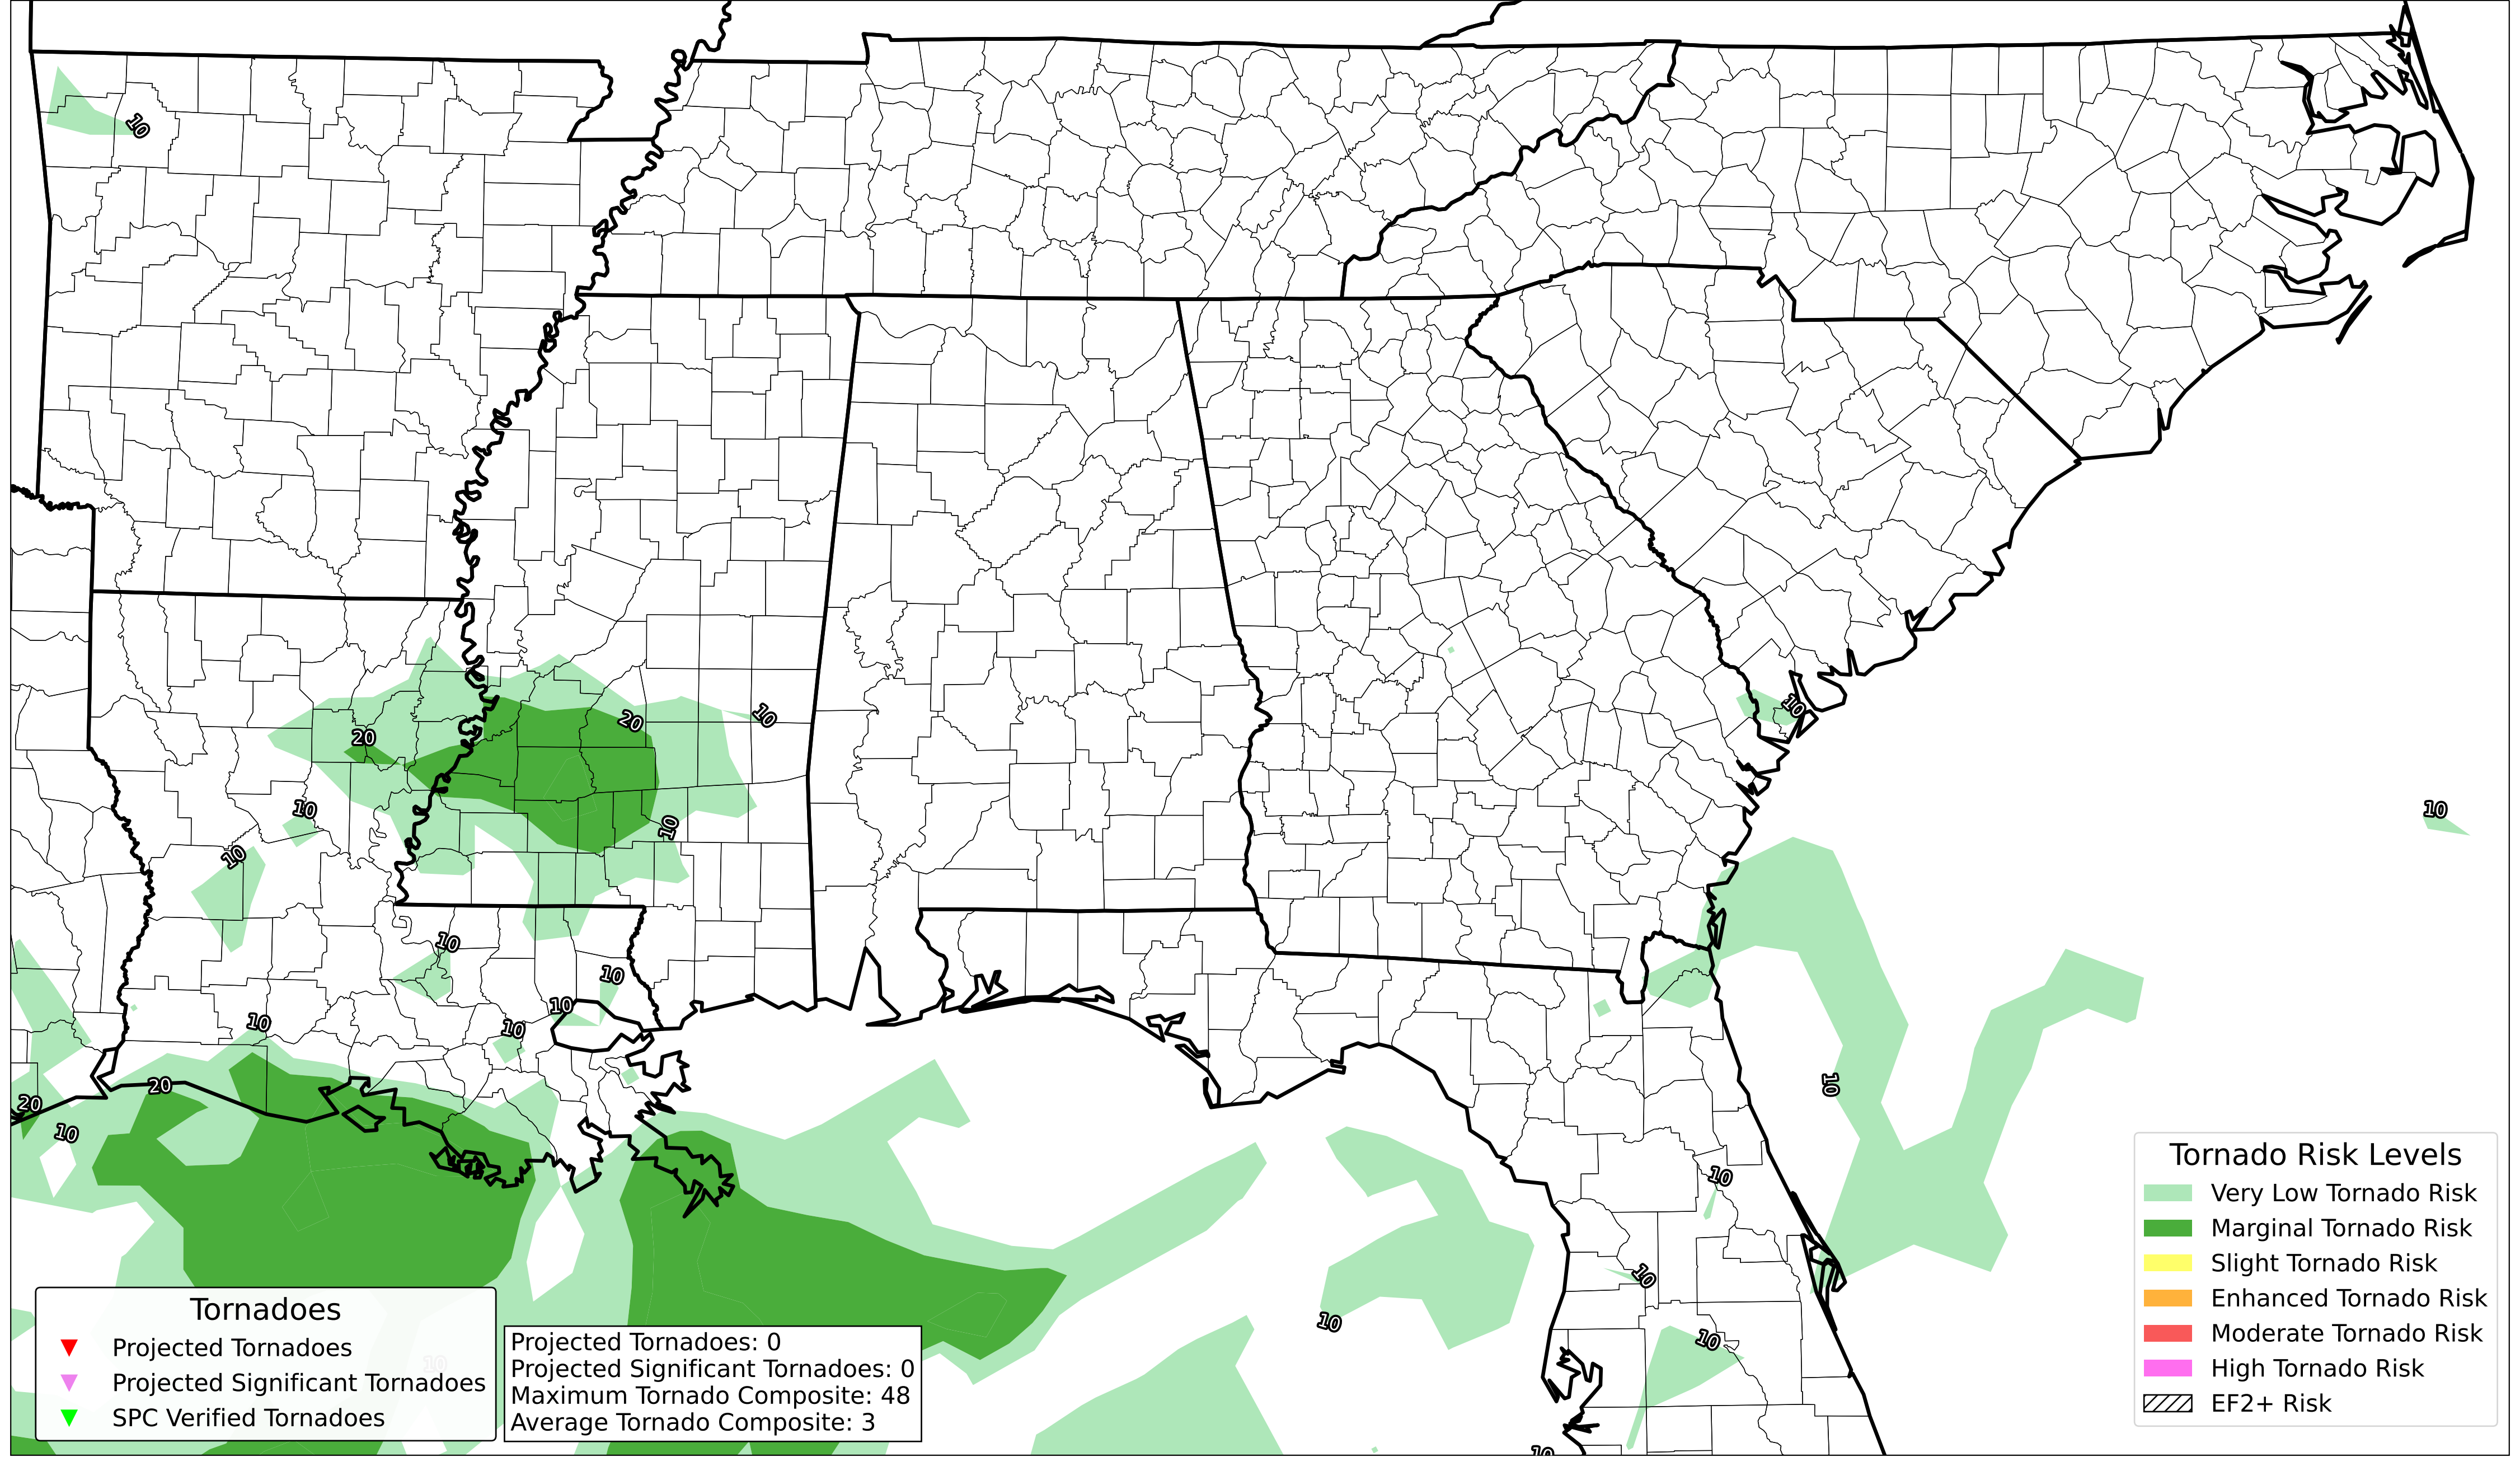 10
20
10
20
10
10
10
10
10
10
10
10
10
10
20
20
10
10
10
10
10
10
10
10
10
Tornado Risk Levels
Very Low Tornado Risk
Marginal Tornado Risk
Slight Tornado Risk
Enhanced Tornado Risk
Moderate Tornado Risk
High Tornado Risk
EF2+ Risk
Tornadoes
Projected Tornadoes
Projected Significant Tornadoes
SPC Verified Tornadoes
Projected Tornadoes: 0
Projected Significant Tornadoes: 0
Maximum Tornado Composite: 48
Average Tornado Composite: 3